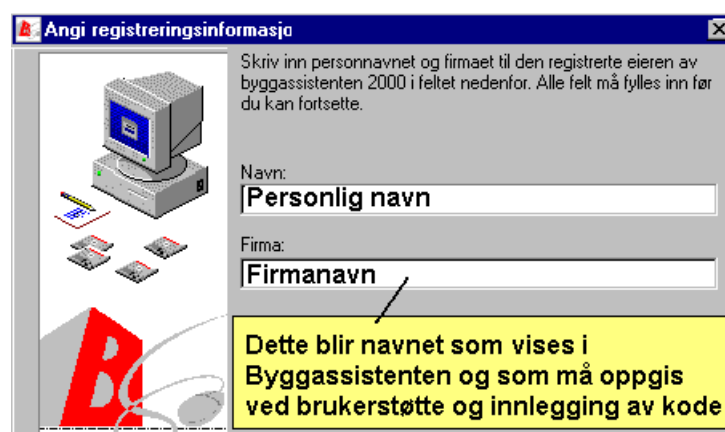 Angi registreringsinformasjo
Skriv inn personnavnet og firmaet til den registrerte eieren av
byggassistenten 2000 i feltet nedenfor. Alle felt må fylles inn før
du kan fortsette.
Navn:
Personlig navn
Firma:
Firmanavn
Dette blir navnet som vises i
Byggassistenten og som må oppgis
ved brukerstøtte og innlegging av kode